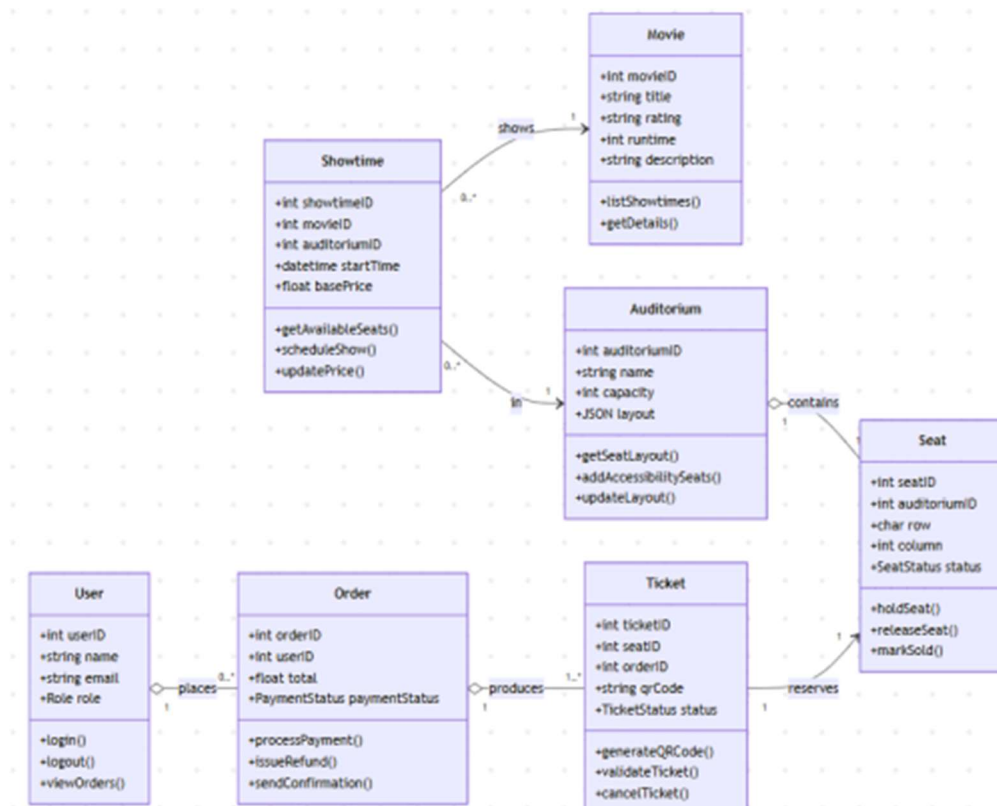 Movie
+int movieID
+string title
+string rating
+int runtime
+string description
+listShowtimes()
+getDetails()
shows
1
0..*
Showtime
+int showtimeID
+int movieID
+int auditoriumID
+datetime startTime
+float basePrice
+getAvailableSeats()
+scheduleShow()
+updatePrice()
0..*
in
1
Auditorium
+int auditoriumID
+string name
+int capacity
+JSON layout
+getSeatLayout()
+addAccessibilitySeats()
+updateLayout()
contains
1
Seat
+int seatID
+int auditoriumID
+char row
+int column
+SeatStatus status
+holdSeat()
+releaseSeat()
+markSold()
User
+int userID
+string name
+string email
+Role role
+login()
+logout()
+viewOrders()
places
1
0..*
Order
+int orderID
+int userID
+float total
+PaymentStatus paymentStatus
+processPayment()
+issueRefund()
+sendConfirmation()
produces
1
1..*
Ticket
+int ticketID
+int seatID
+int orderID
+string qrCode
+TicketStatus status
+generateQRCode()
+validateTicket()
+cancelTicket()
reserves
1
1